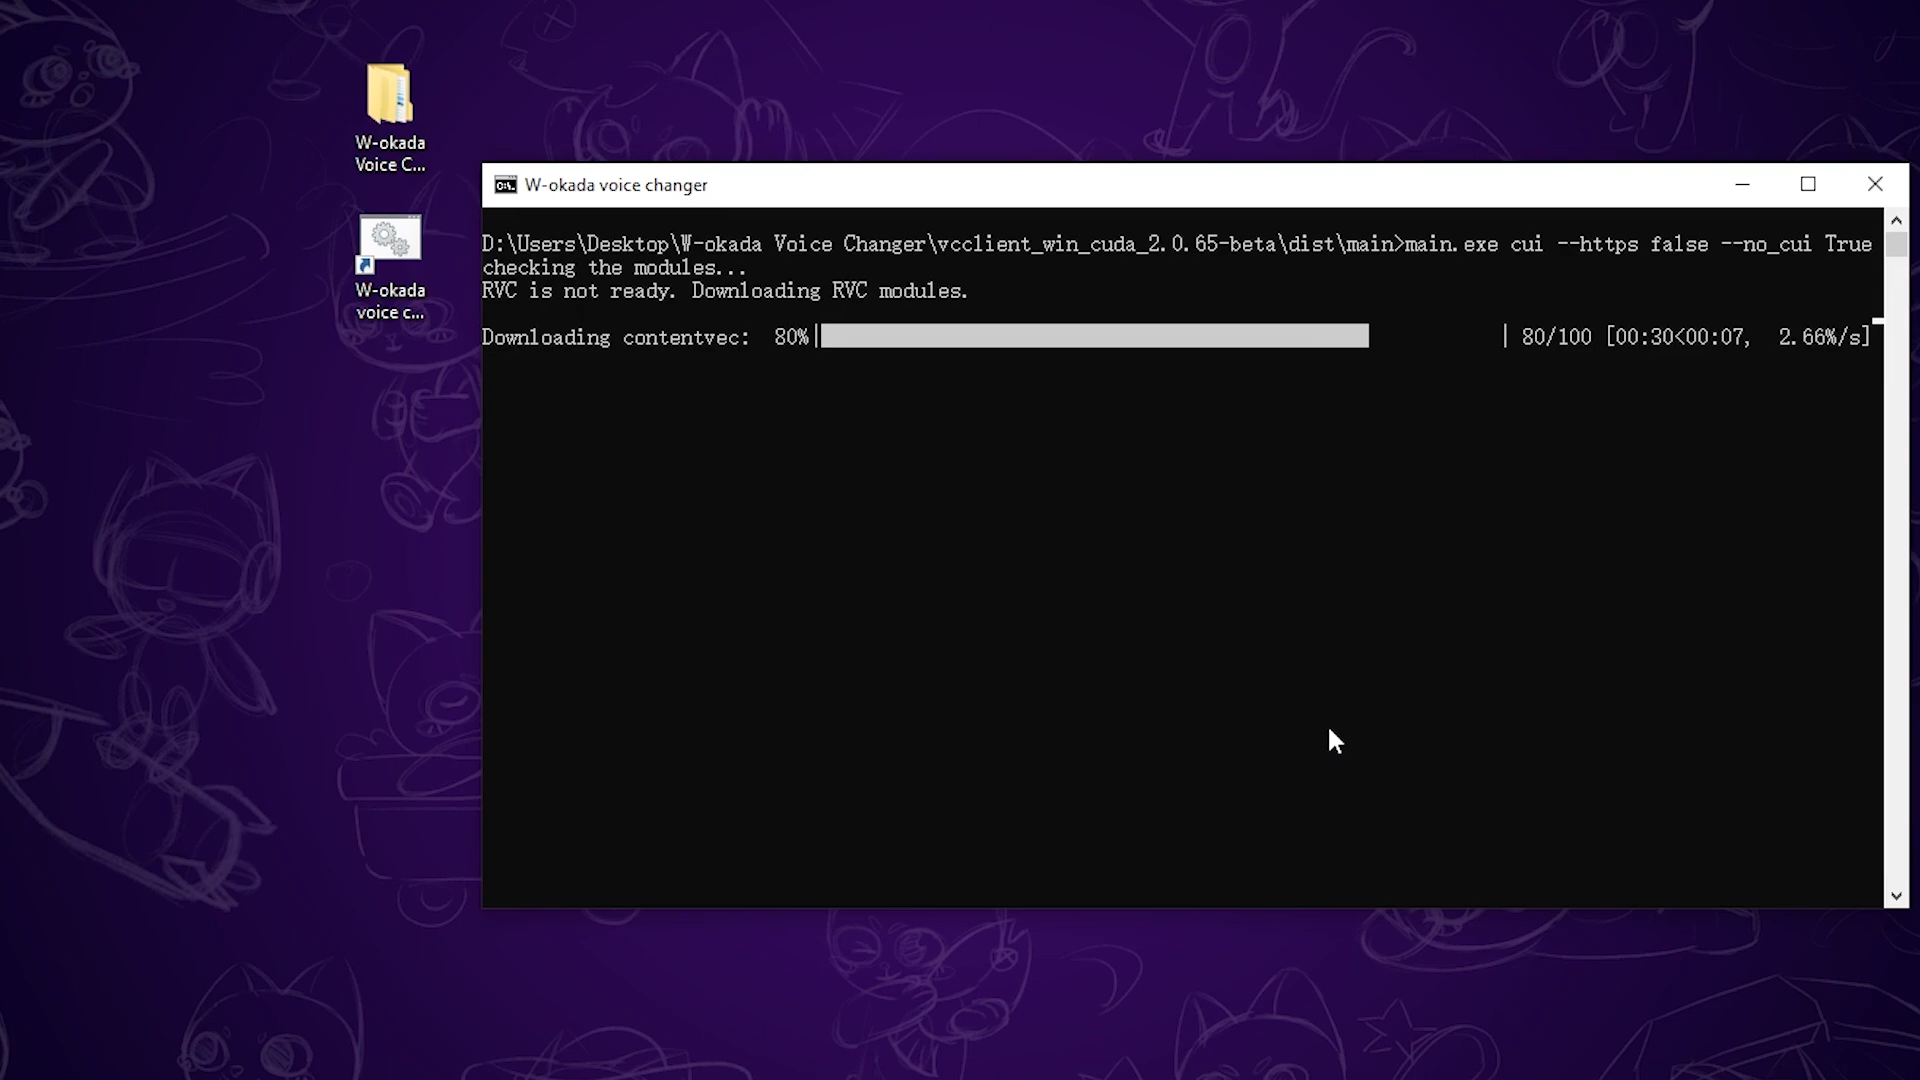 W-okada
Voice C...
W-okada
voice c...
W-okada voice changer
D:\Users\Desktop\W-okada Voice Changer\vcclient_win_cuda_2.0.65-beta\dist\main>main.exe cui --https false --no_cui True
checking the modules...
RVC is not ready. Downloading RVC modules.
Downloading contentvec: 80%| | 80/100 [00:30<00:07, 2.66%/s]